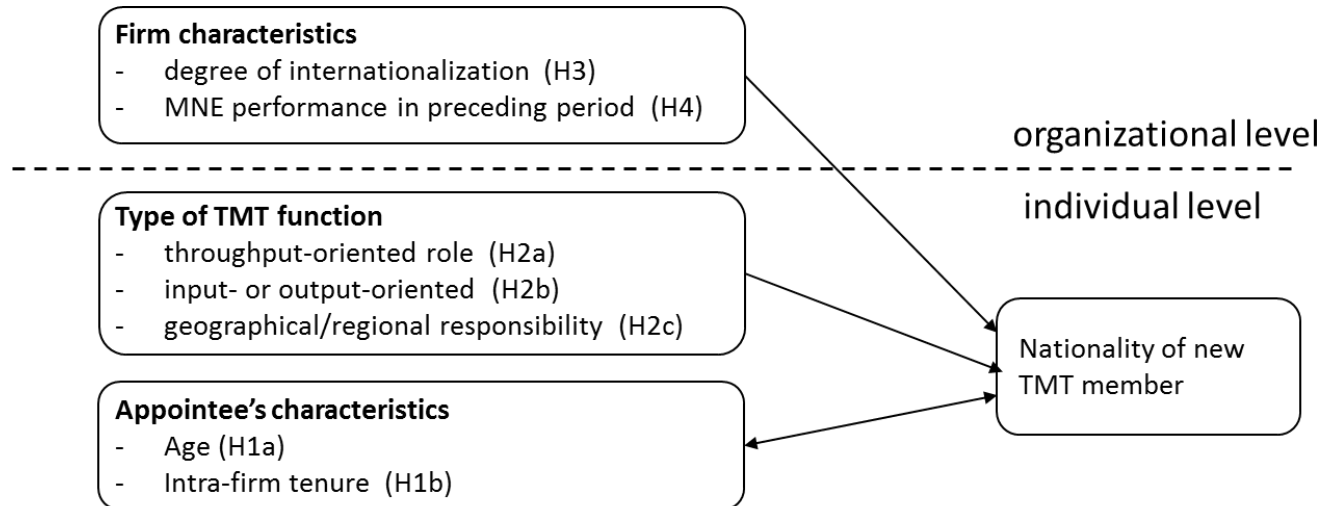 Firm characteristics
- degree of internationalization (H3)
- MNE performance in preceding period (H4)
organizational level
individual level
Type of TMT function
- throughput-oriented role (H2a)
- input- or output-oriented (H2b)
- geographical/regional responsibility (H2c)
Nationality of new
TMT member
Appointee’s characteristics
- Age (H1a)
- Intra-firm tenure (H1b)